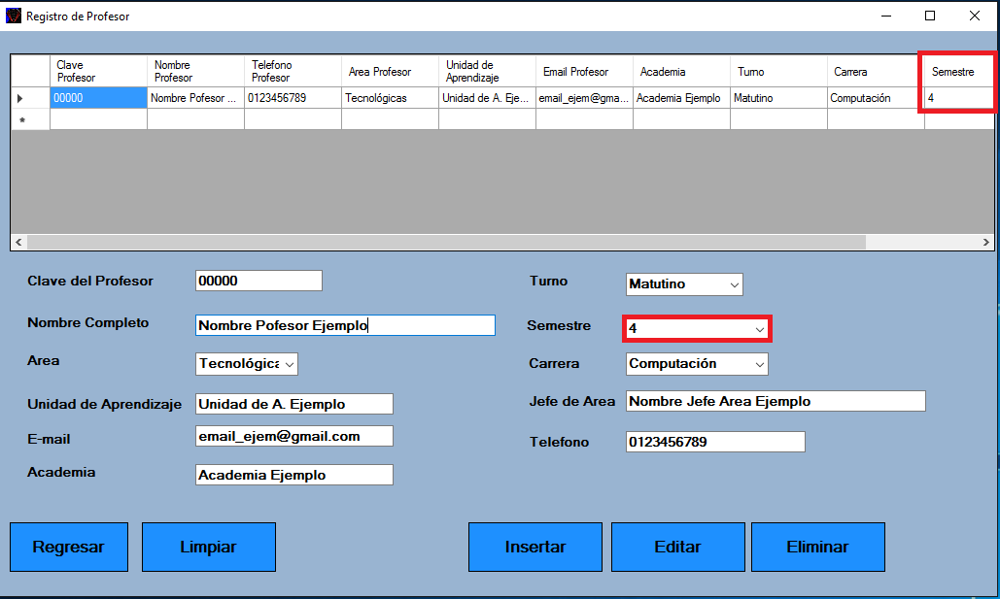 Registro de Profesor
Clave Profesor Nombre Profesor Telefono Profesor Area Profesor Unidad de Aprendizaje Email Profesor Academia Turno Carrera Semestre
00000 Nombre Pofesor ... 0123456789 Tecnológicas Unidad de A. Eje... email_ejem@gma... Academia Ejemplo Matutino Computación 4
Clave del Profesor 00000
Turno Matutino
Nombre Completo Nombre Pofesor Ejemplo
Semestre 4
Area Tecnológica
Carrera Computación
Unidad de Aprendizaje Unidad de A. Ejemplo
Jefe de Area Nombre Jefe Area Ejemplo
E-mail email_ejem@gmail.com
Telefono 0123456789
Academia Academia Ejemplo
Regresar Limpiar Insertar Editar Eliminar